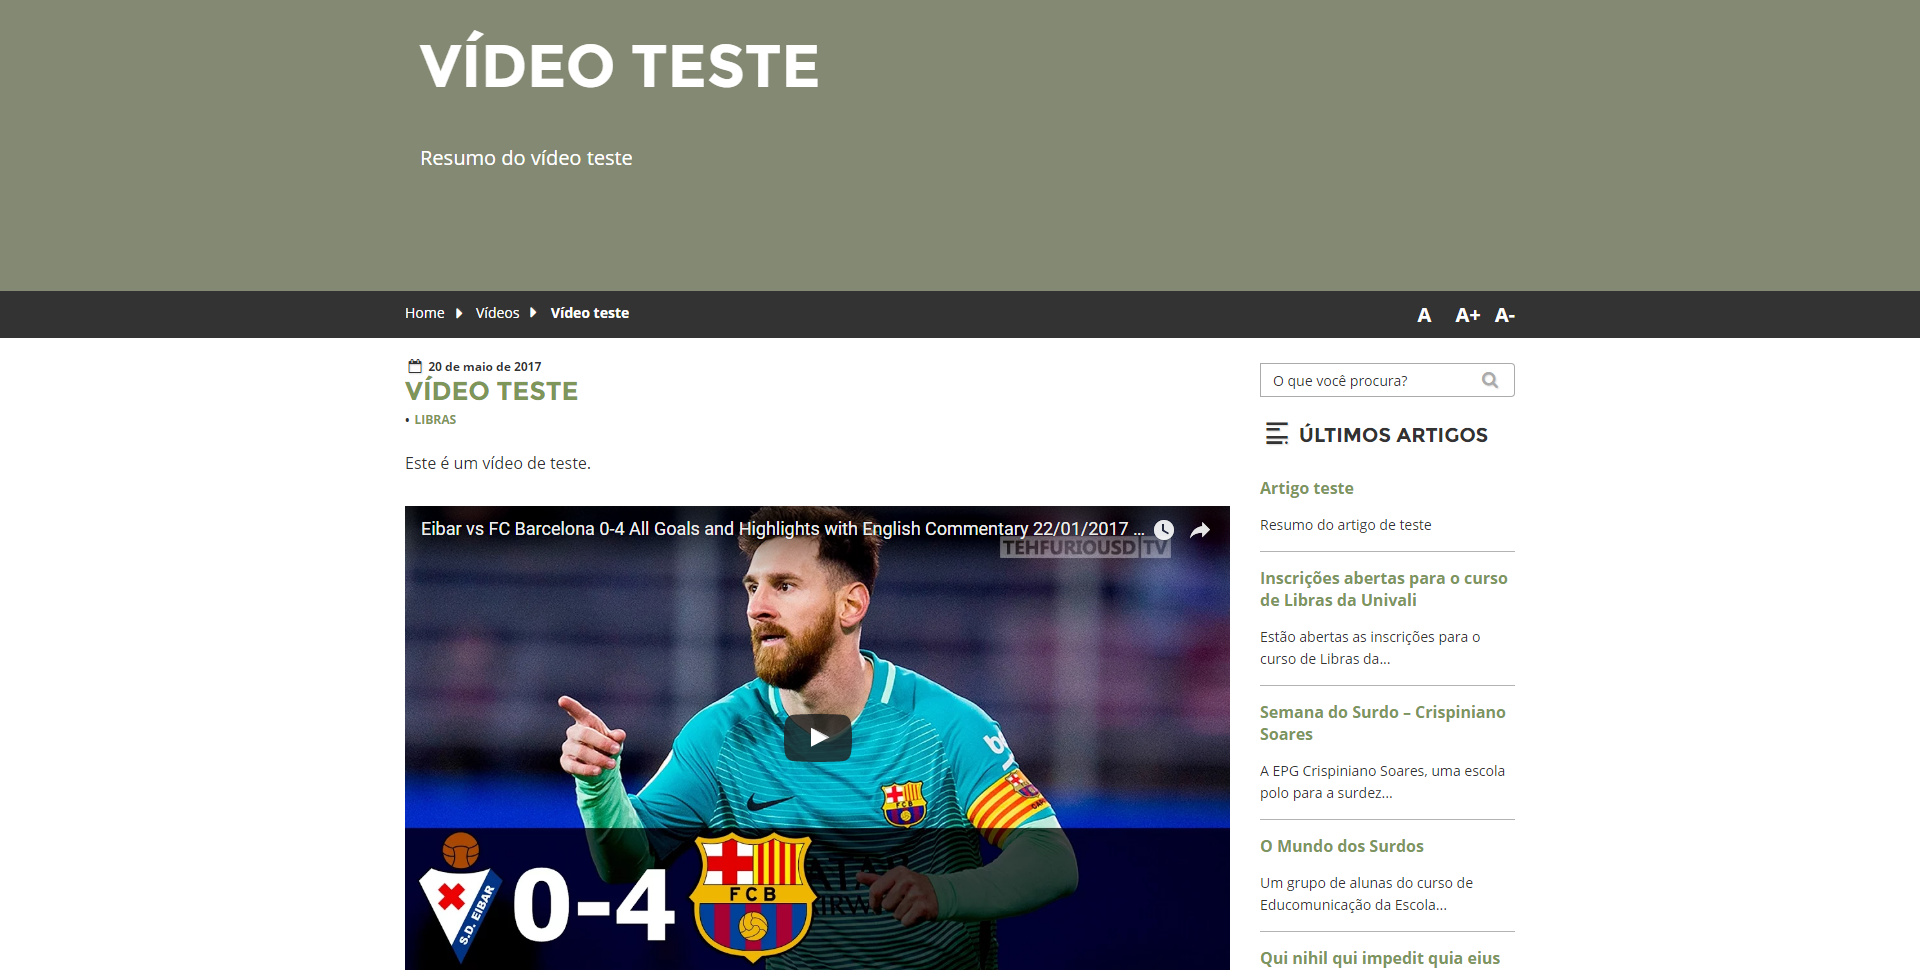 VÍDEO TESTE
Resumo do vídeo teste
Home Vídeos Vídeo teste
A A+ A-
20 de maio de 2017
VÍDEO TESTE
• LIBRAS
Este é um vídeo de teste.
Eibar vs FC Barcelona 0-4 All Goals and Highlights with English Commentary 22/01/2017 ...
TEHFURIOUSD|TV
FCB
S.D. EIBAR
0-4
FCB
O que você procura?
ÚLTIMOS ARTIGOS
Artigo teste
Resumo do artigo de teste
Inscrições abertas para o curso
de Libras da Univali
Estão abertas as inscrições para o
curso de Libras da...
Semana do Surdo – Crispiniano
Soares
A EPG Crispiniano Soares, uma escola
polo para a surdez...
O Mundo dos Surdos
Um grupo de alunas do curso de
Educomunicação da Escola...
Qui nihil qui impedit quia eius